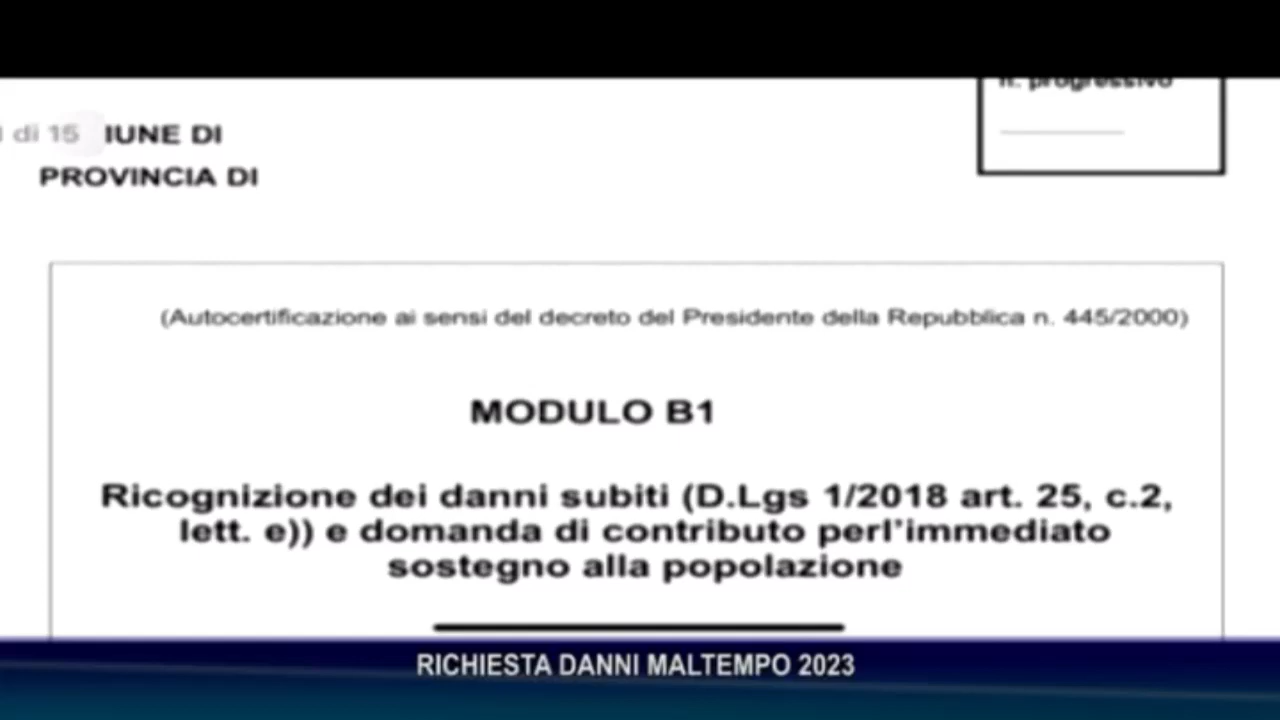 n. progressivo
di 15 IUNE DI
PROVINCIA DI
(Autocertificazione ai sensi del decreto del Presidente della Repubblica n. 445/2000)
MODULO B1
Ricognizione dei danni subiti (D.Lgs 1/2018 art. 25, c.2,
lett. e)) e domanda di contributo perl'immediato
sostegno alla popolazione
RICHIESTA DANNI MALTEMPO 2023